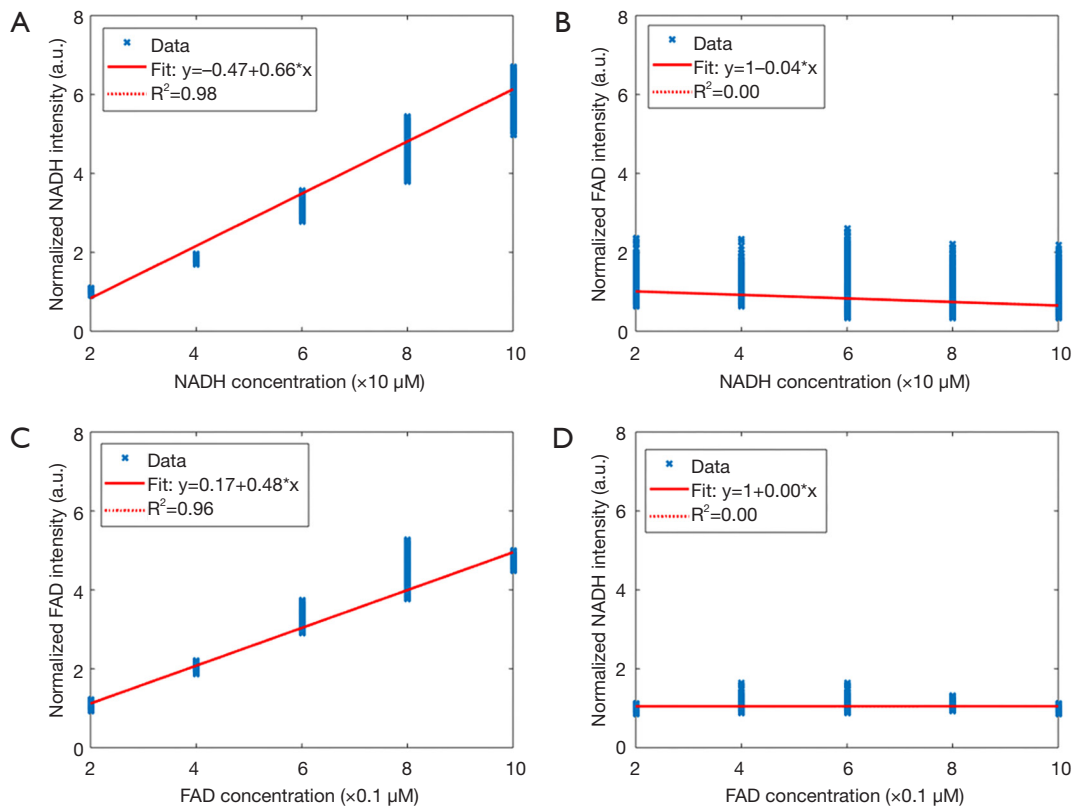 A
Normalized NADH intensity (a.u.)
8
6
4
2
0
Data
Fit: y=–0.47+0.66*x
R²=0.98
2 4 6 8 10
NADH concentration (×10 µM)
B
Normalized FAD intensity (a.u.)
8
6
4
2
0
Data
Fit: y=1–0.04*x
R²=0.00
2 4 6 8 10
NADH concentration (×10 µM)
C
Normalized FAD intensity (a.u.)
8
6
4
2
0
Data
Fit: y=0.17+0.48*x
R²=0.96
2 4 6 8 10
FAD concentration (×0.1 µM)
D
Normalized NADH intensity (a.u.)
8
6
4
2
0
Data
Fit: y=1+0.00*x
R²=0.00
2 4 6 8 10
FAD concentration (×0.1 µM)